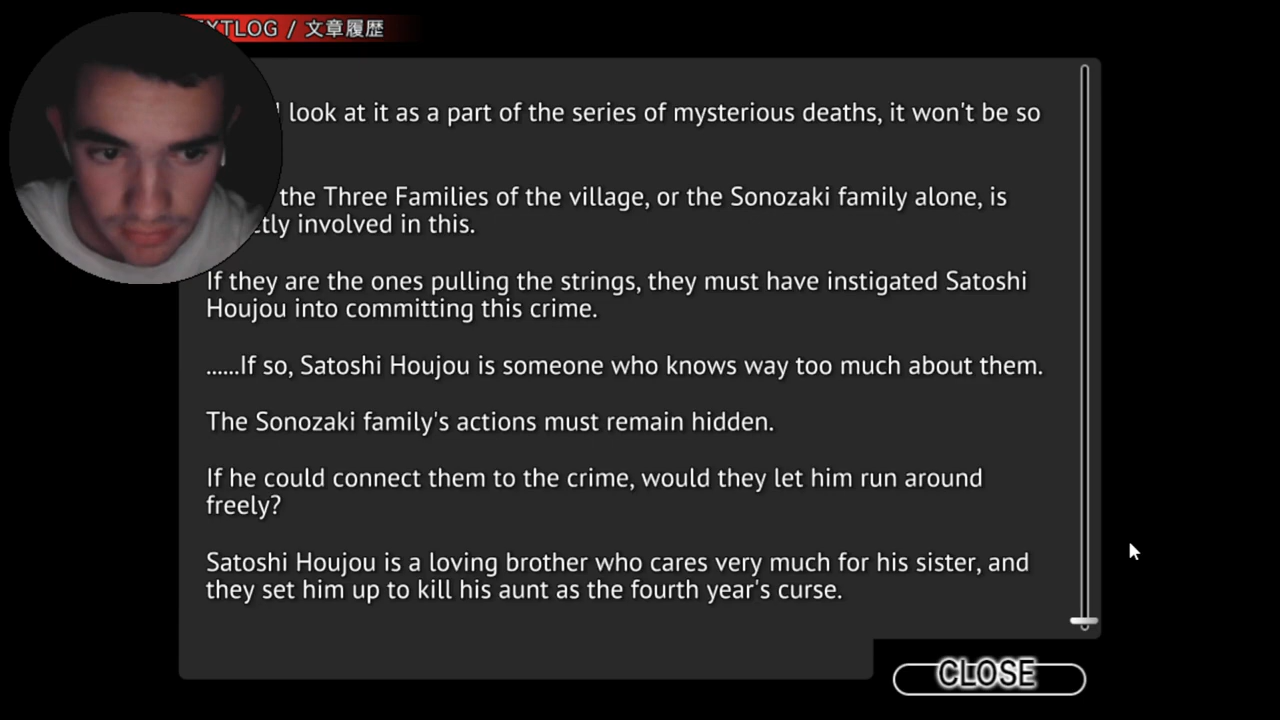 XTLOG / 文章履歴
look at it as a part of the series of mysterious deaths, it won't be so
the Three Families of the village, or the Sonozaki family alone, is
involved in this.
If they are the ones pulling the strings, they must have instigated Satoshi
Houjou into committing this crime.
......If so, Satoshi Houjou is someone who knows way too much about them.
The Sonozaki family's actions must remain hidden.
If he could connect them to the crime, would they let him run around
freely?
Satoshi Houjou is a loving brother who cares very much for his sister, and
they set him up to kill his aunt as the fourth year's curse.
CLOSE